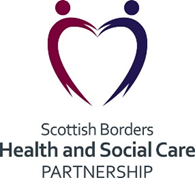 Scottish Borders
Health and Social Care
PARTNERSHIP